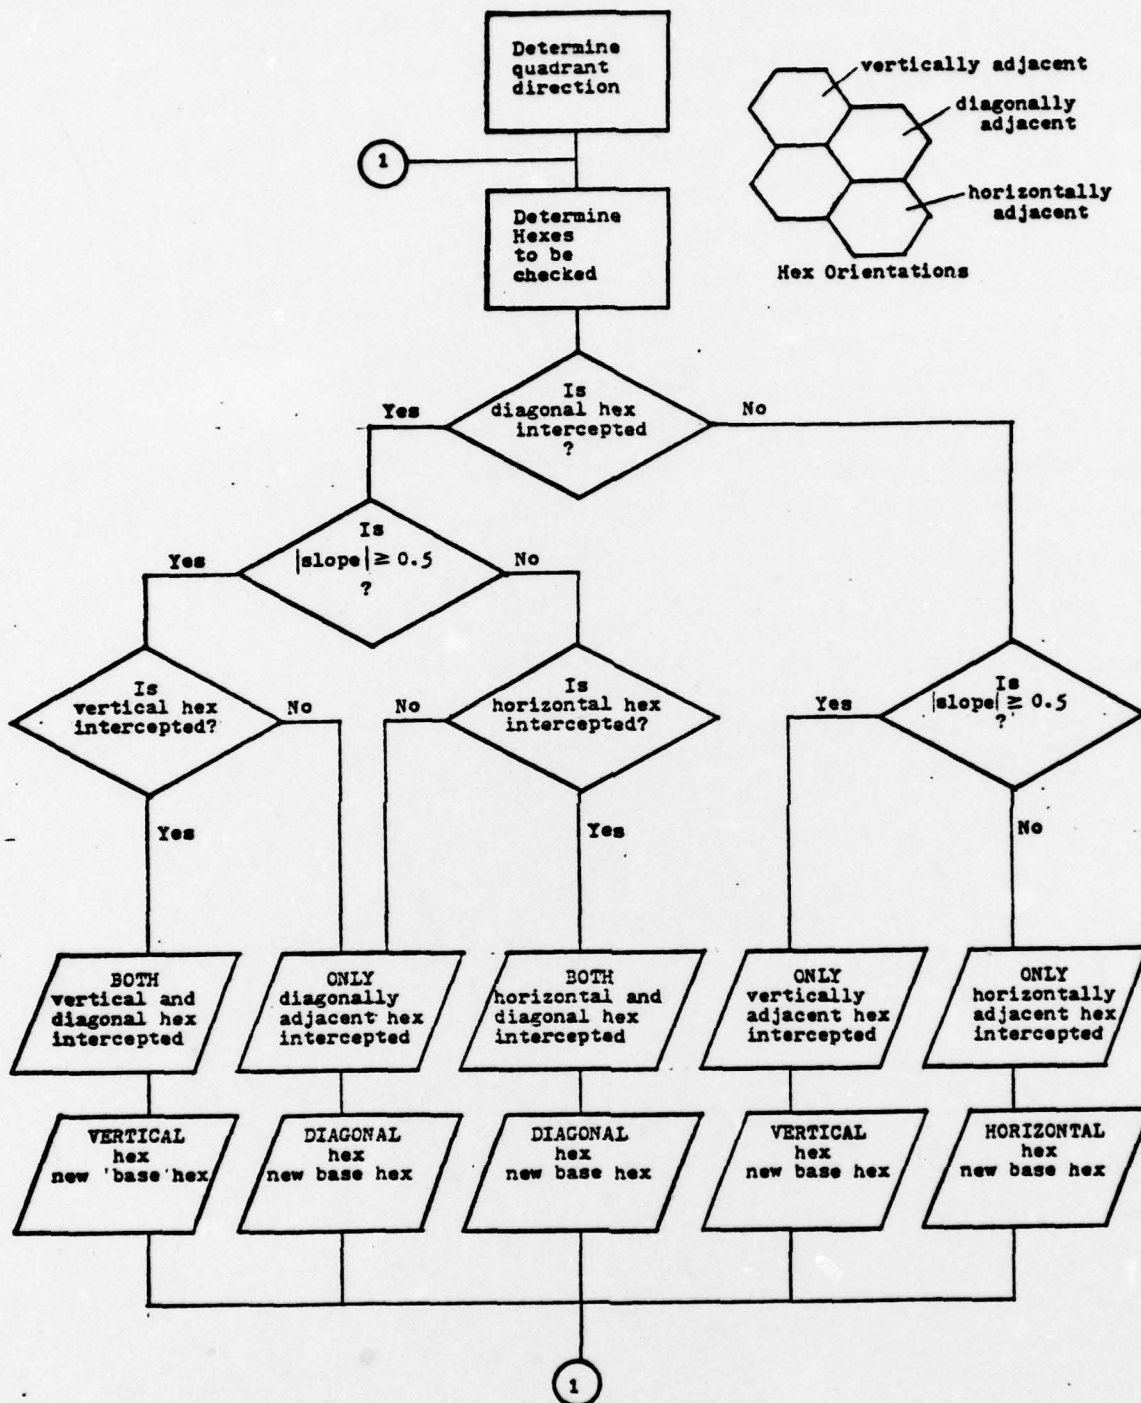 Determine
quadrant
direction
vertically adjacent
diagonally
adjacent
horizontally
adjacent
Hex Orientations
1
Determine
Hexes
to be
checked
Is
diagonal hex
intercepted
?
Yes
No
Is
|slope| ≥ 0.5
?
Yes
No
Is
vertical hex
intercepted?
No
Yes
Is
horizontal hex
intercepted?
No
Yes
Is
|slope| ≥ 0.5
?
Yes
No
BOTH
vertical and
diagonal hex
intercepted
ONLY
diagonally
adjacent hex
intercepted
BOTH
horizontal and
diagonal hex
intercepted
ONLY
vertically
adjacent hex
intercepted
ONLY
horizontally
adjacent hex
intercepted
VERTICAL
hex
new 'base' hex
DIAGONAL
hex
new base hex
DIAGONAL
hex
new base hex
VERTICAL
hex
new base hex
HORIZONTAL
hex
new base hex
1